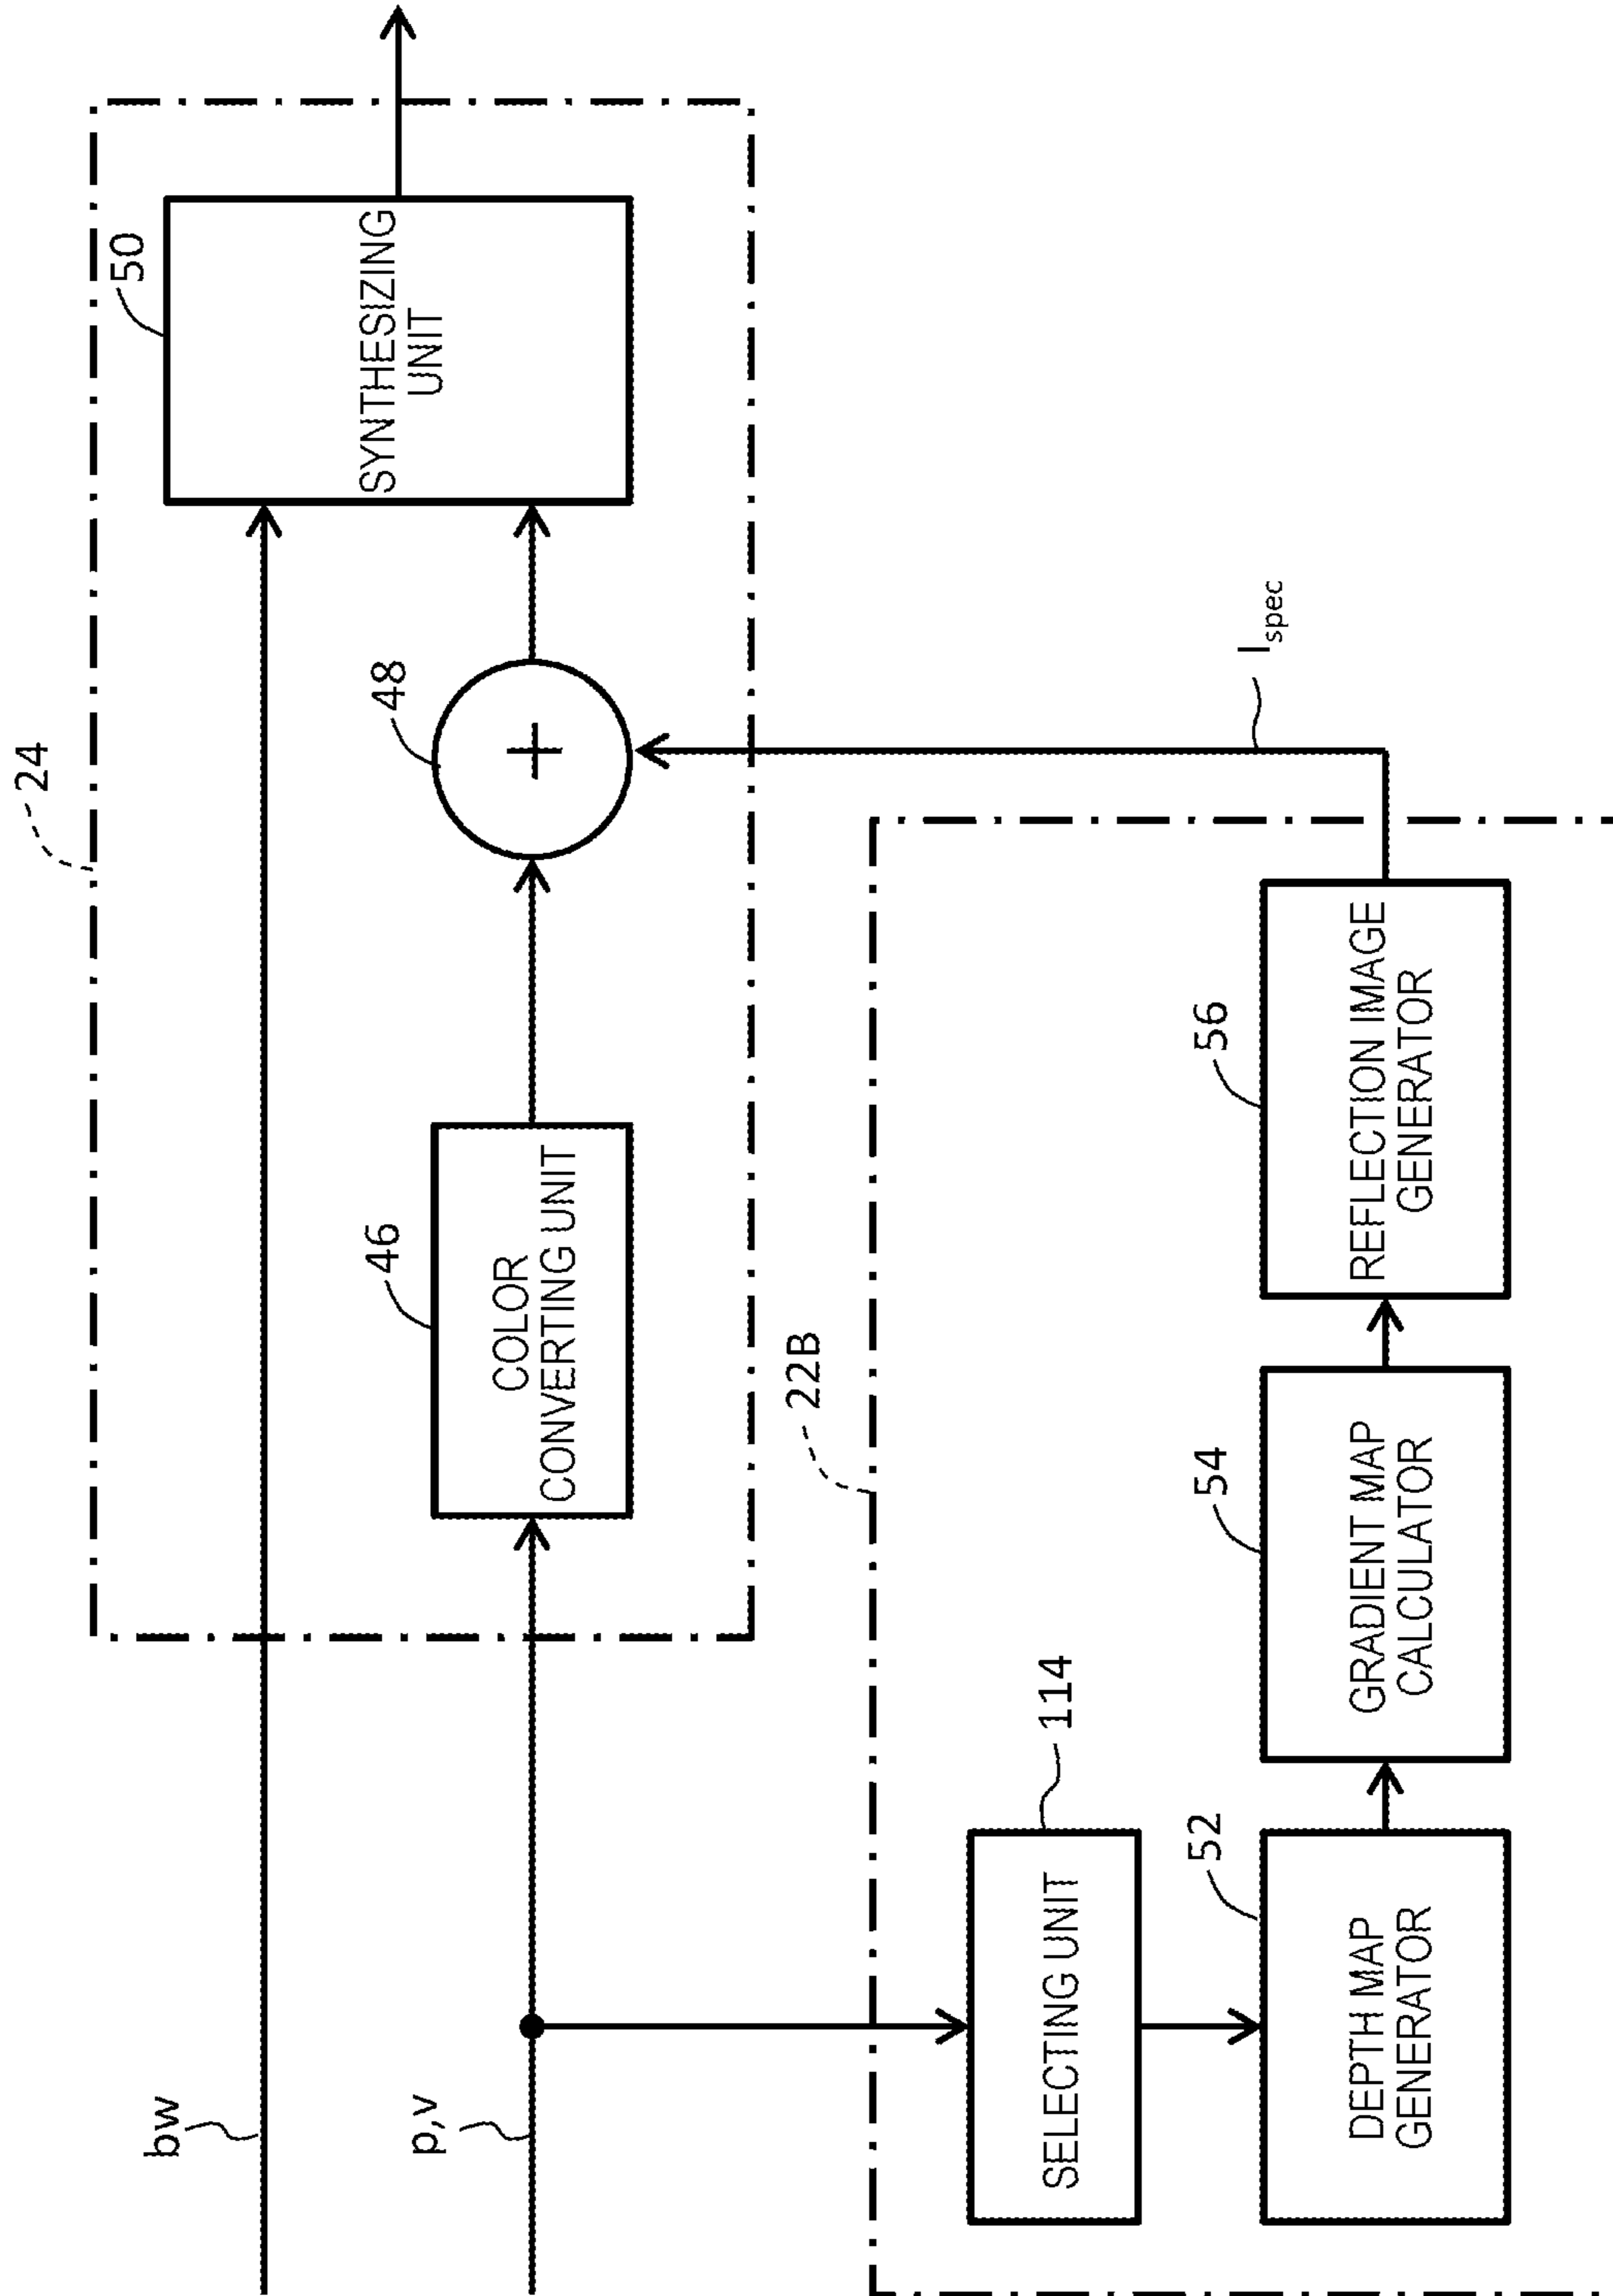 24
50
SYNTHESIZING
UNIT
bw
48
+
46
COLOR
CONVERTING UNIT
p,v
22B
Ispec
114
SELECTING UNIT
52
DEPTH MAP
GENERATOR
54
GRADIENT MAP
CALCULATOR
56
REFLECTION IMAGE
GENERATOR